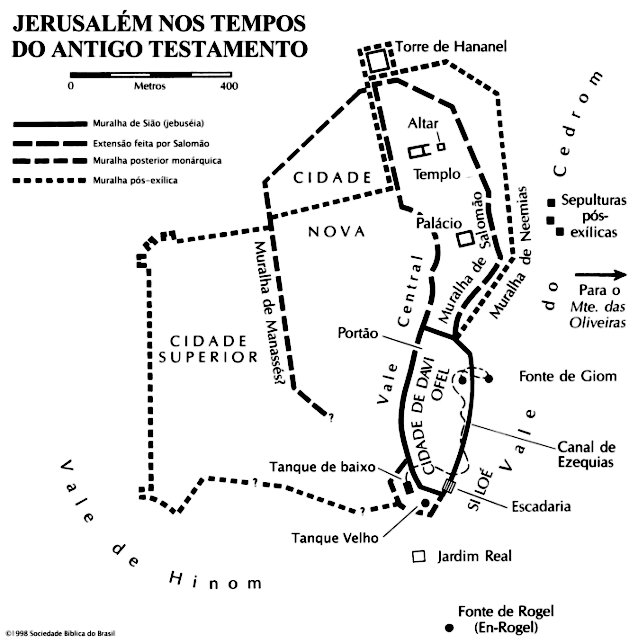 JERUSALÉM NOS TEMPOS
DO ANTIGO TESTAMENTO
0 400
Metros
Muralha de Sião (jebuséia)
Extensão feita por Salomão
Muralha posterior monárquica
Muralha pós-exílica
Torre de Hananel
Altar
Templo
Palácio
CIDADE
NOVA
CIDADE
SUPERIOR
Muralha de Manassés?
?
Vale Central
Muralha de Salomão
Muralha de Neemias
Vale do Cedrom
Sepulturas
pós-
exílicas
Para o
Mte. das
Oliveiras
Portão
CIDADE DE DAVI
OFEL
Fonte de Giom
Canal de
Ezequias
SILOÉ
Escadaria
Tanque de baixo
?
?
Tanque Velho
Jardim Real
Vale de Hinom
Fonte de Rogel
(En-Rogel)
©1998 Sociedade Bíblica do Brasil